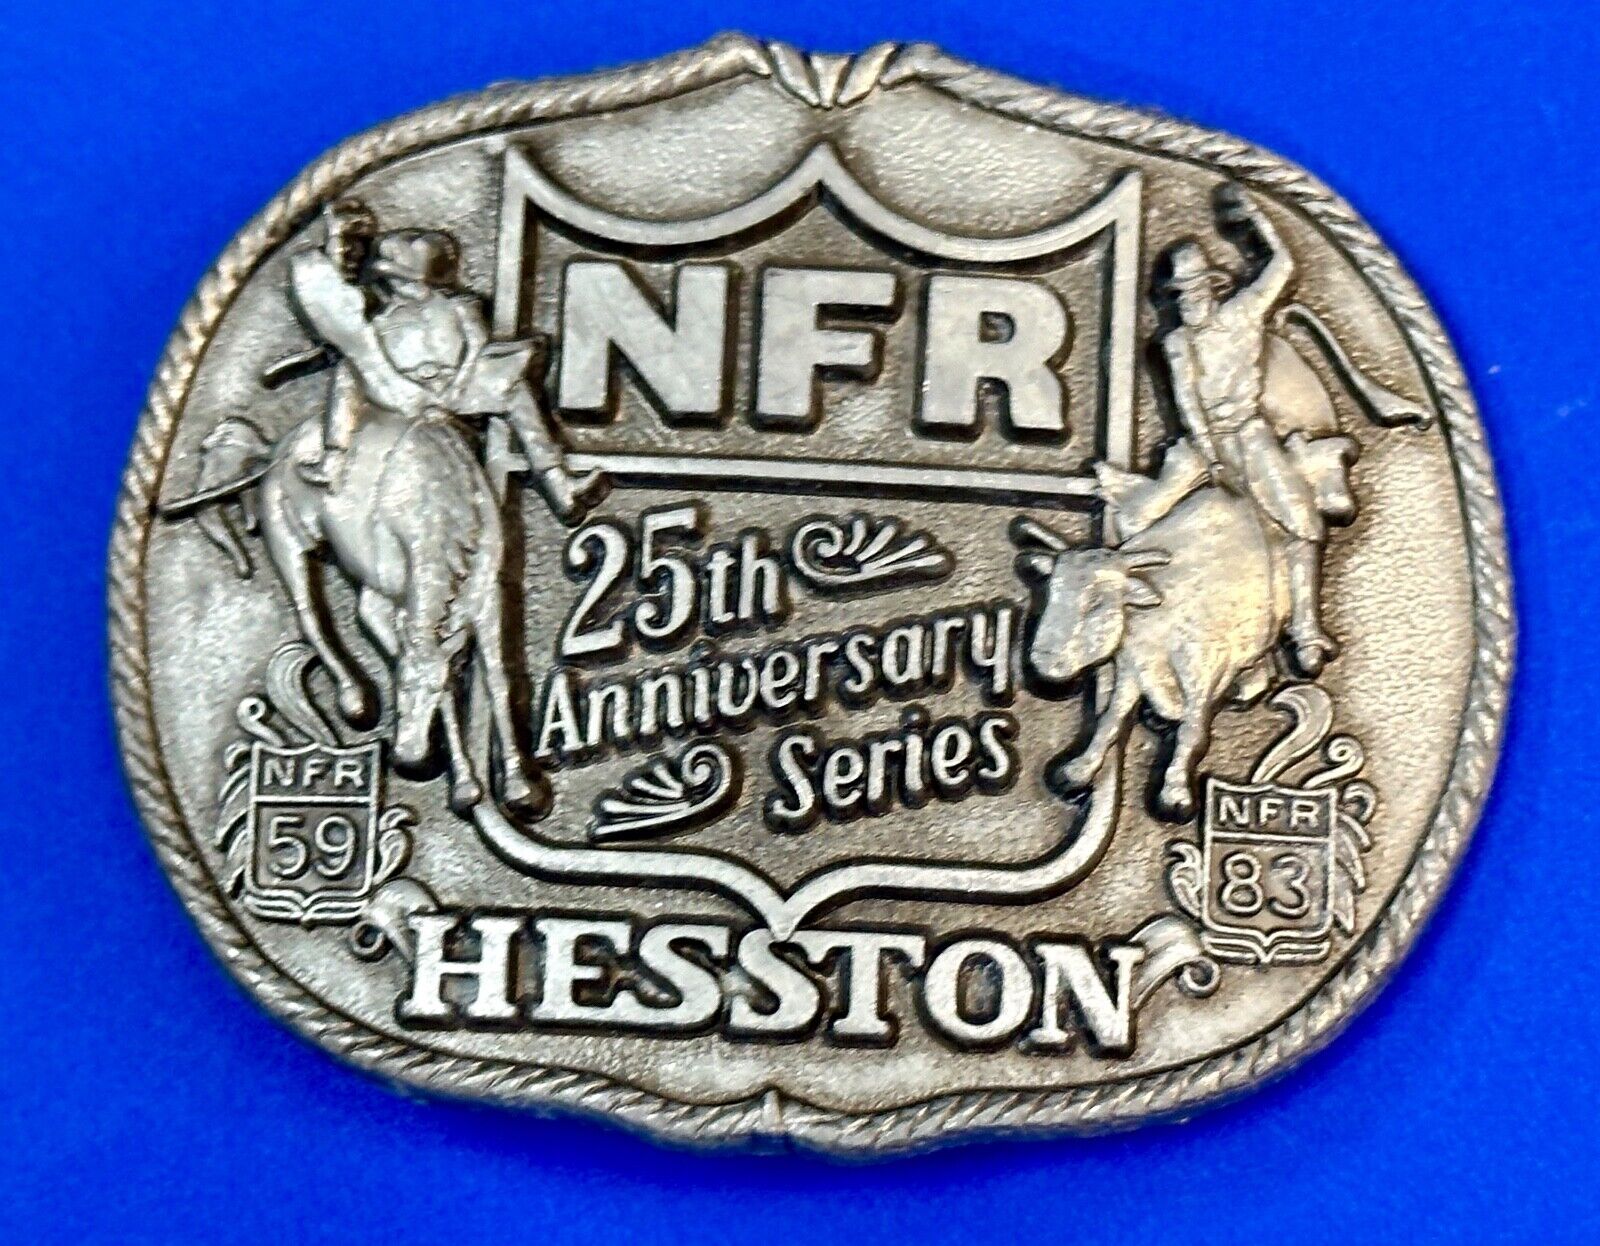 NFR
25th
Anniversary
Series
NFR
59
NFR
83
HESSTON